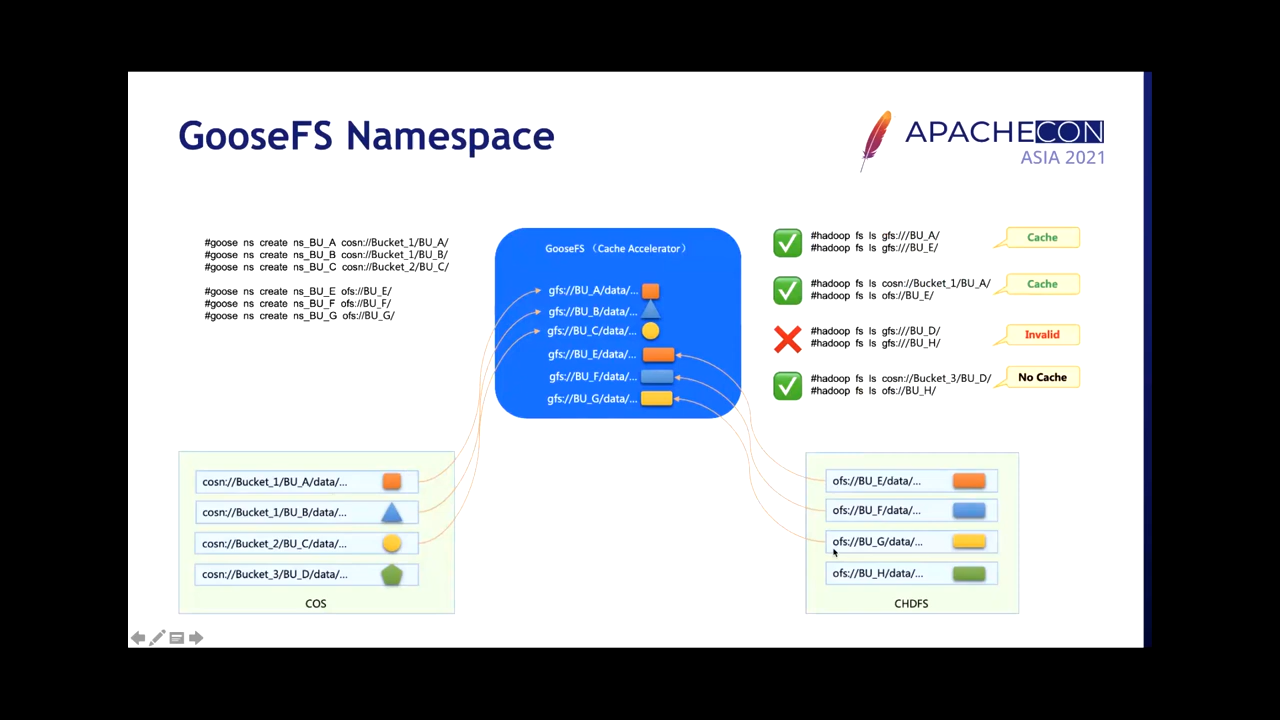 GooseFS Namespace
APACHECON
ASIA 2021
#goose ns create ns_BU_A cosn://Bucket_1/BU_A/
#goose ns create ns_BU_B cosn://Bucket_1/BU_B/
#goose ns create ns_BU_C cosn://Bucket_2/BU_C/
#goose ns create ns_BU_E ofs://BU_E/
#goose ns create ns_BU_F ofs://BU_F/
#goose ns create ns_BU_G ofs://BU_G/
GooseFS （Cache Accelerator）
gfs://BU_A/data/...
gfs://BU_B/data/...
gfs://BU_C/data/...
gfs://BU_E/data/...
gfs://BU_F/data/...
gfs://BU_G/data/...
#hadoop fs ls gfs:///BU_A/
#hadoop fs ls gfs:///BU_E/
Cache
#hadoop fs ls cosn://Bucket_1/BU_A/
#hadoop fs ls ofs://BU_E/
Cache
#hadoop fs ls gfs:///BU_D/
#hadoop fs ls gfs:///BU_H/
Invalid
#hadoop fs ls cosn://Bucket_3/BU_D/
#hadoop fs ls ofs://BU_H/
No Cache
cosn://Bucket_1/BU_A/data/...
cosn://Bucket_1/BU_B/data/...
cosn://Bucket_2/BU_C/data/...
cosn://Bucket_3/BU_D/data/...
COS
ofs://BU_E/data/...
ofs://BU_F/data/...
ofs://BU_G/data/...
ofs://BU_H/data/...
CHDFS